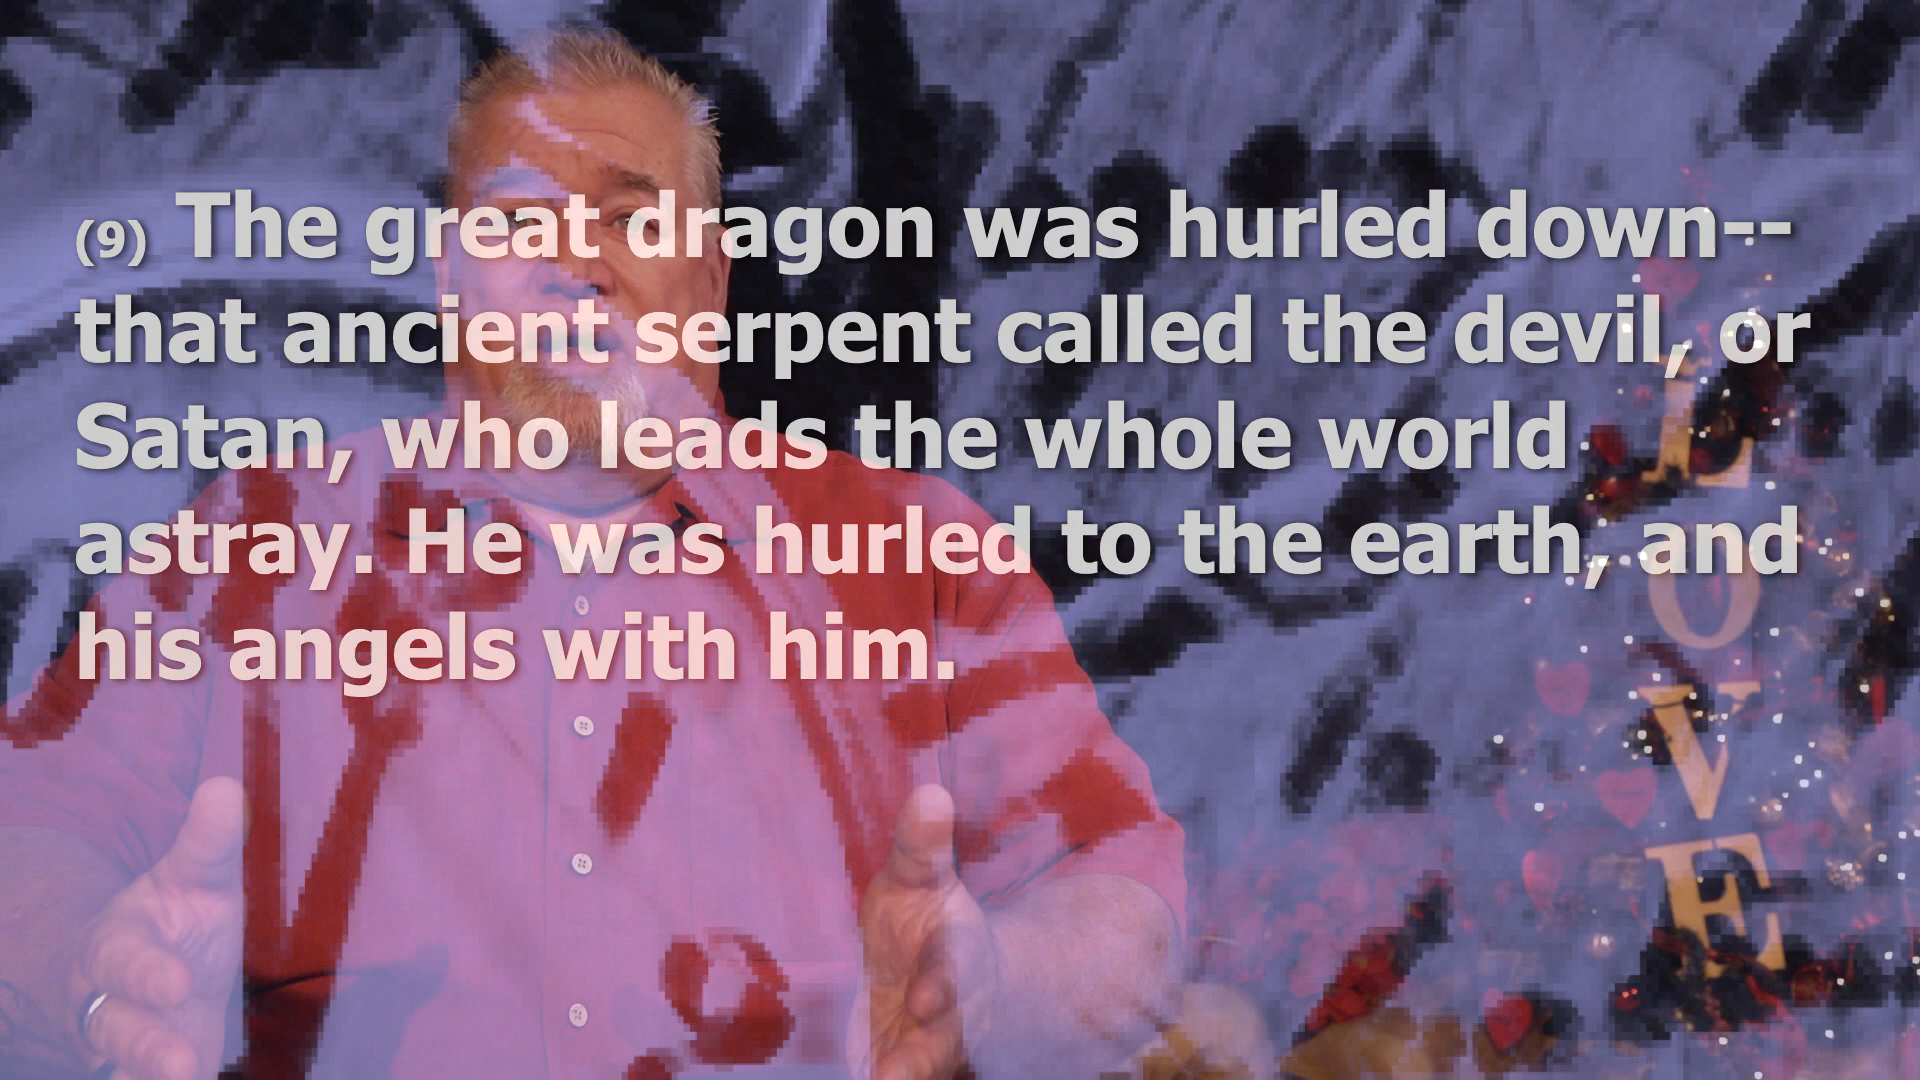 (9) The great dragon was hurled down--
that ancient serpent called the devil, or
Satan, who leads the whole world
astray. He was hurled to the earth, and
his angels with him.
L
O
V
E